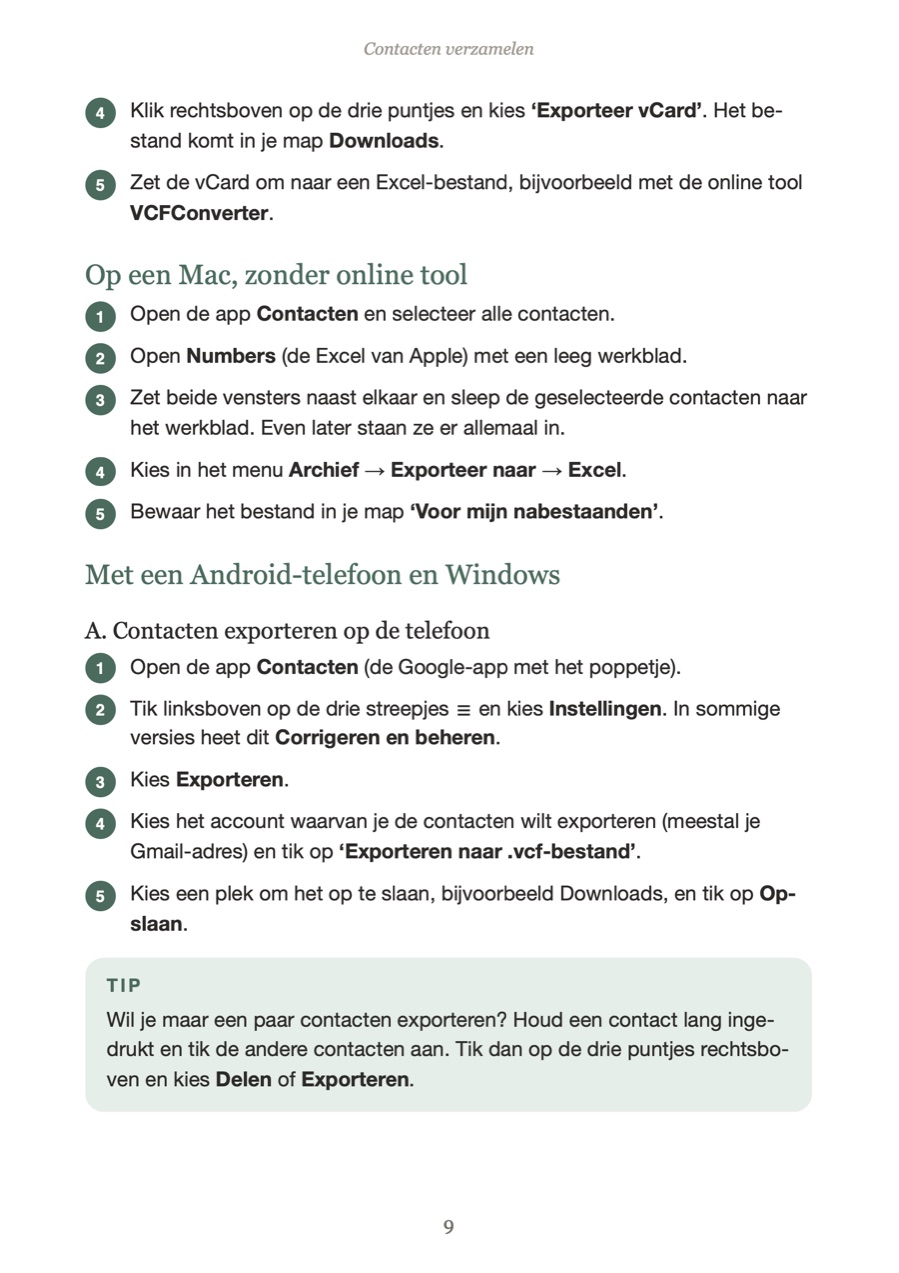 Contacten verzamelen
4 Klik rechtsboven op de drie puntjes en kies ‘Exporteer vCard’. Het be-
stand komt in je map Downloads.
5 Zet de vCard om naar een Excel-bestand, bijvoorbeeld met de online tool
VCFConverter.
Op een Mac, zonder online tool
1 Open de app Contacten en selecteer alle contacten.
2 Open Numbers (de Excel van Apple) met een leeg werkblad.
3 Zet beide vensters naast elkaar en sleep de geselecteerde contacten naar
het werkblad. Even later staan ze er allemaal in.
4 Kies in het menu Archief → Exporteer naar → Excel.
5 Bewaar het bestand in je map ‘Voor mijn nabestaanden’.
Met een Android-telefoon en Windows
A. Contacten exporteren op de telefoon
1 Open de app Contacten (de Google-app met het poppetje).
2 Tik linksboven op de drie streepjes ≡ en kies Instellingen. In sommige
versies heet dit Corrigeren en beheren.
3 Kies Exporteren.
4 Kies het account waarvan je de contacten wilt exporteren (meestal je
Gmail-adres) en tik op ‘Exporteren naar .vcf-bestand’.
5 Kies een plek om het op te slaan, bijvoorbeeld Downloads, en tik op Op-
slaan.
TIP
Wil je maar een paar contacten exporteren? Houd een contact lang inge-
drukt en tik de andere contacten aan. Tik dan op de drie puntjes rechtsbo-
ven en kies Delen of Exporteren.
9